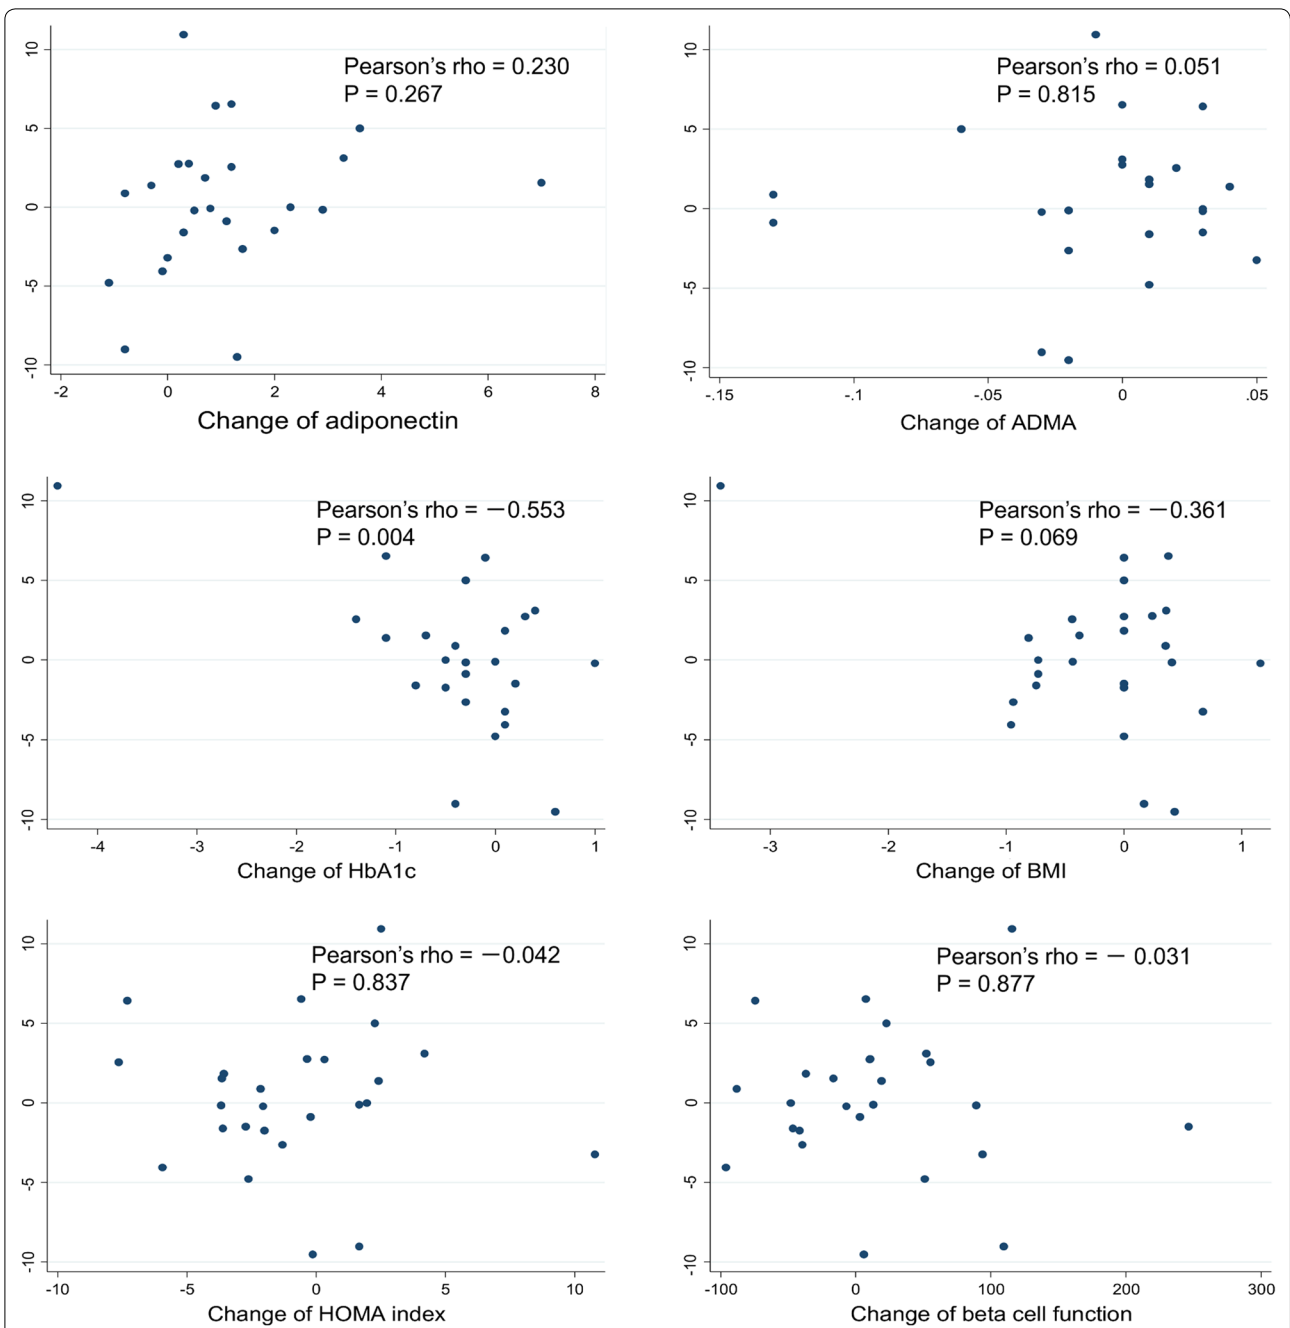 10
5
0
-5
-10
Pearson's rho = 0.230
P = 0.267
-2 0 2 4 6 8
Change of adiponectin
10
5
0
-5
-10
Pearson's rho = 0.051
P = 0.815
-.15 -.1 -.05 0 .05
Change of ADMA
10
5
0
-5
-10
Pearson's rho = −0.553
P = 0.004
-4 -3 -2 -1 0 1
Change of HbA1c
10
5
0
-5
-10
Pearson's rho = −0.361
P = 0.069
-3 -2 -1 0 1
Change of BMI
10
5
0
-5
-10
Pearson's rho = −0.042
P = 0.837
-10 -5 0 5 10
Change of HOMA index
10
5
0
-5
-10
Pearson's rho = − 0.031
P = 0.877
-100 0 100 200 300
Change of beta cell function